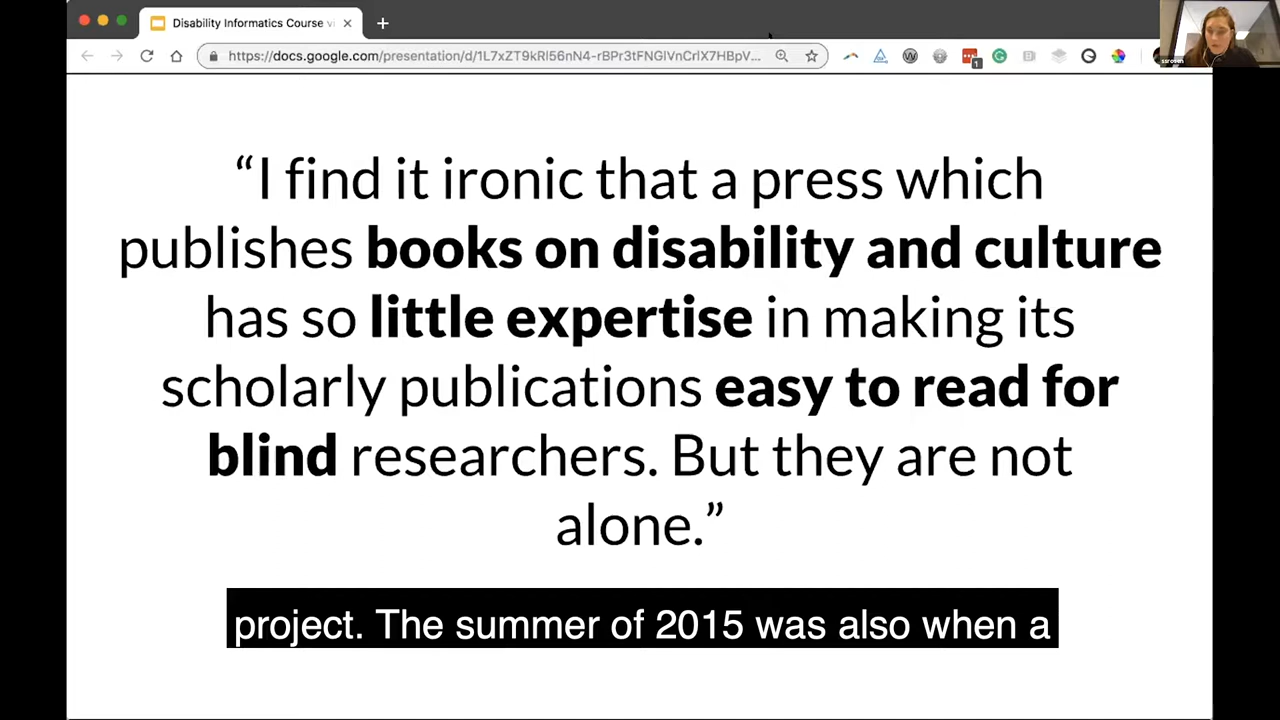 Disability Informatics Course vi
https://docs.google.com/presentation/d/1L7xZT9kRl56nN4-rBPr3tFNGlVnCrlX7HBpV...
1
“I find it ironic that a press which
publishes books on disability and culture
has so little expertise in making its
scholarly publications easy to read for
blind researchers. But they are not
alone.”
project. The summer of 2015 was also when a